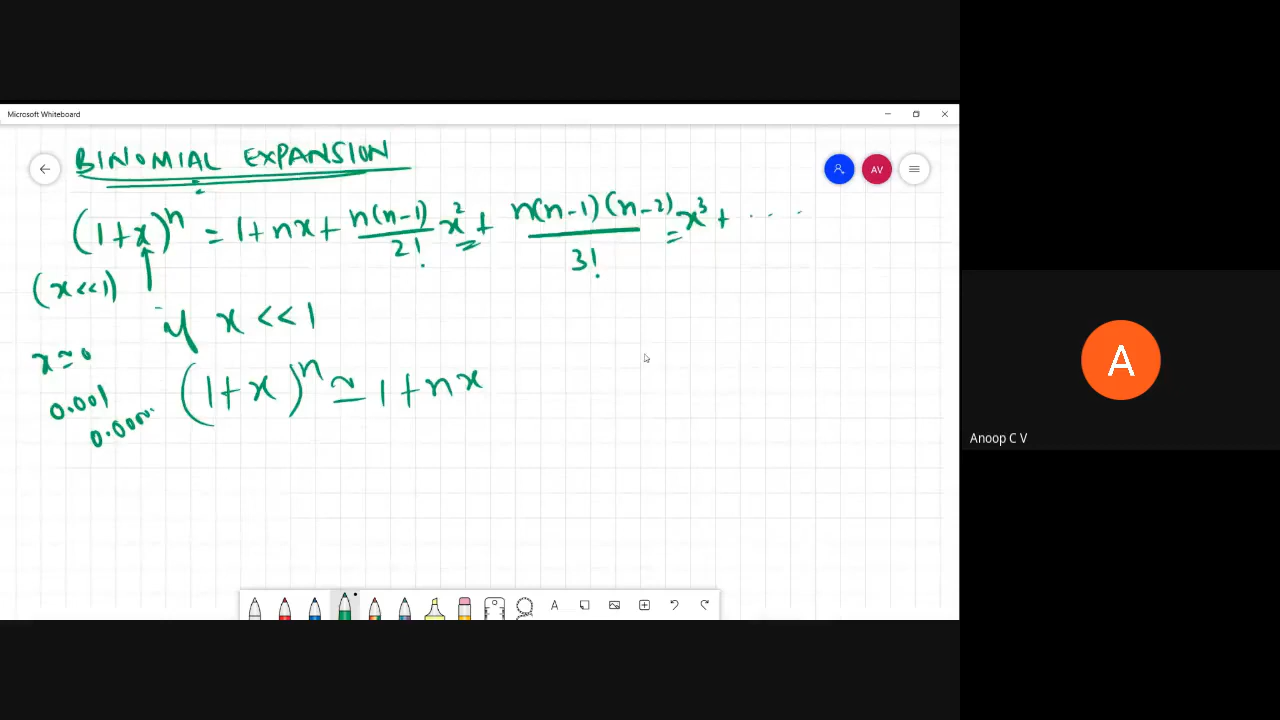 Microsoft Whiteboard
BINOMIAL EXPANSION
AV
(1+x)^n = 1+nx+ n(n-1)/2! x^2 + n(n-1)(n-2)/3! x^3 + ....
(x<<1)
if x <<1
x≃0
(1+x)^n ≃ 1+nx
0.001
0.000
A
A
Anoop C V